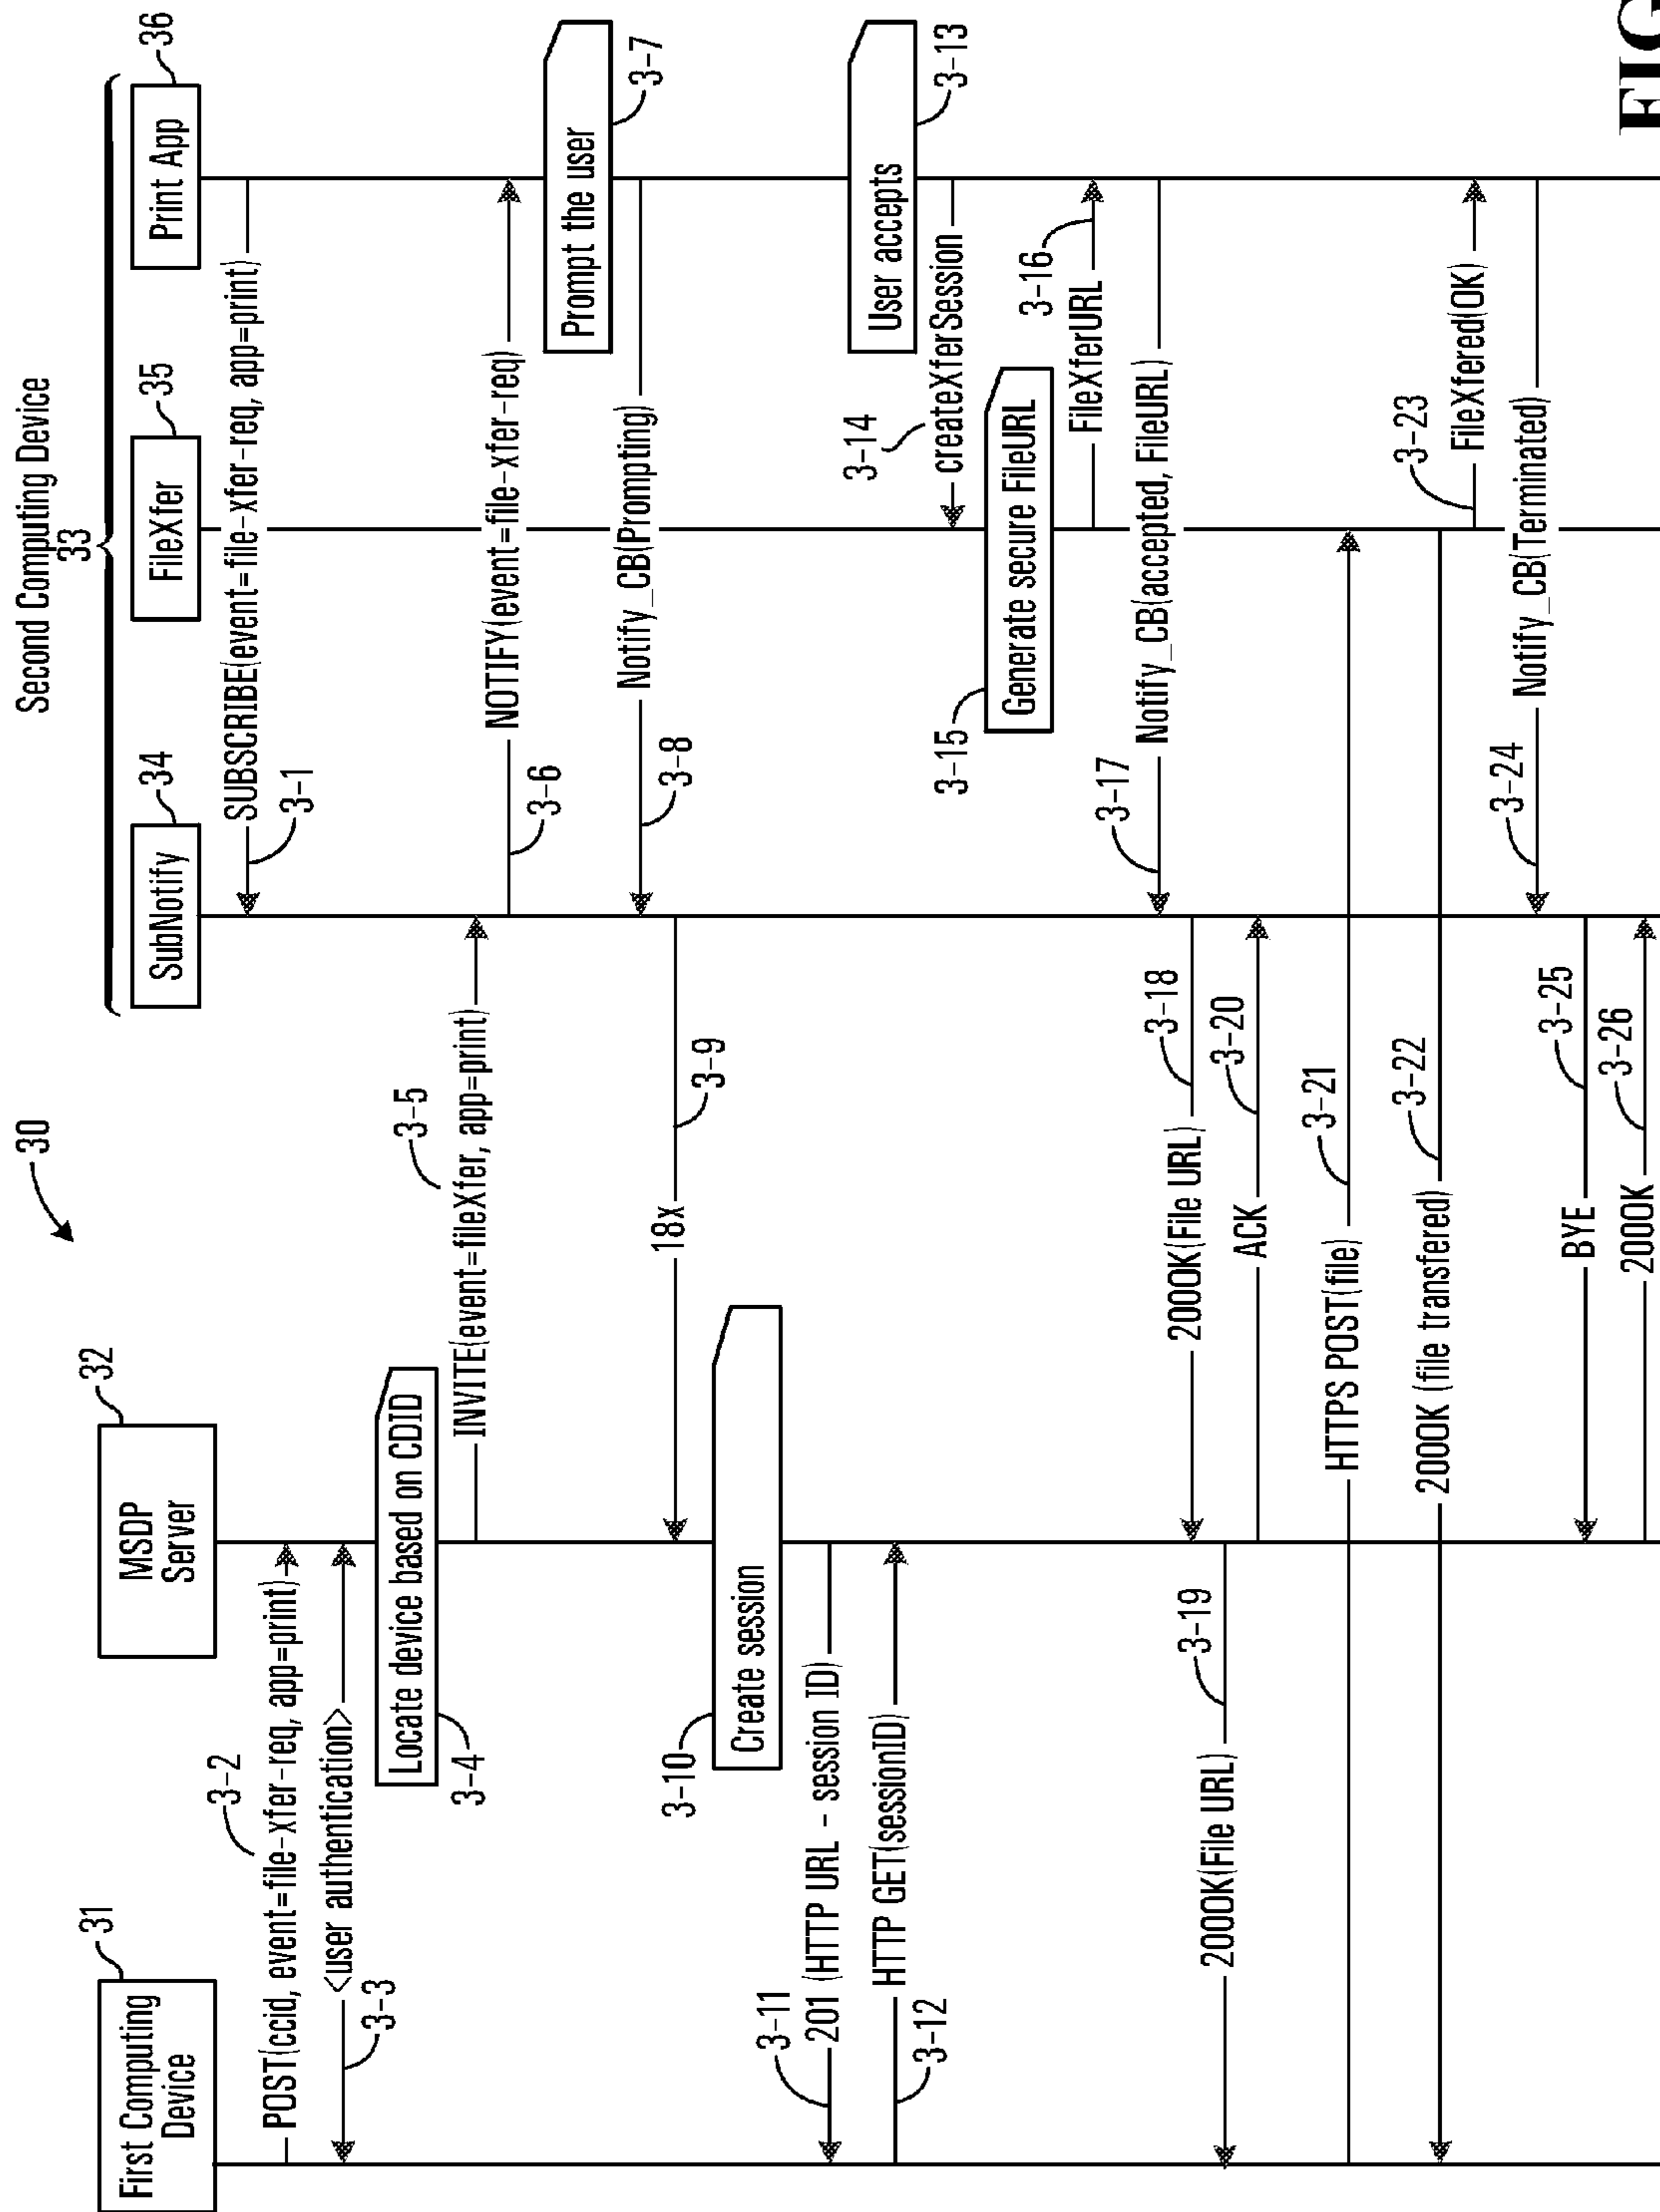 Second Computing Device
33
30
31
First Computing
Device
32
MSDP
Server
34
SubNotify
35
FileXfer
36
Print App
SUBSCRIBE(event=file-xfer-req, app=print)
3-1
3-2
POST(ccid, event=file-xfer-req, app=print)
<user authentication>
3-3
Locate device based on CDID
3-4
3-5
INVITE(event=fileXfer, app=print)
NOTIFY(event=file-xfer-req)
3-6
Prompt the user
3-7
Notify_CB(Prompting)
3-8
18x
3-9
3-10
Create session
3-11
201 (HTTP URL - session ID)
HTTP GET(sessionID)
3-12
User accepts
3-13
3-14
createXferSession
3-15
Generate secure FileURL
3-16
FileXferURL
3-17
Notify_CB(accepted, FileURL)
3-18
200OK(File URL)
3-19
200OK(File URL)
3-20
ACK
3-21
HTTPS POST(file)
3-22
200OK (file transferred)
3-23
FileXfered(OK)
3-24
Notify_CB(Terminated)
3-25
BYE
3-26
200OK
FIG